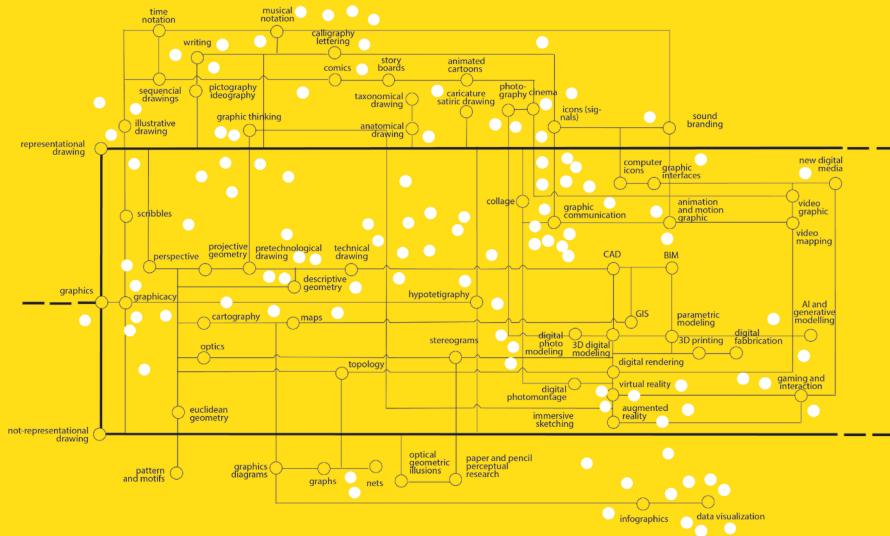 time
notation
musical
notation
writing
calligraphy
lettering
comics
story
boards
animated
cartoons
sequencial
drawings
pictography
ideography
taxonomical
drawing
caricature
satiric drawing
photo-
graphy
cinema
icons (sig-
nals)
sound
branding
illustrative
drawing
graphic thinking
anatomical
drawing
representational
drawing
computer
icons
graphic
interfaces
new digital
media
scribbles
collage
graphic
communication
animation
and motion
graphic
video
graphic
video
mapping
perspective
projective
geometry
pretechnological
drawing
technical
drawing
CAD
BIM
descriptive
geometry
graphics
graphicacy
hypotetigraphy
GIS
AI and
generative
modelling
cartography
maps
parametric
modeling
optics
stereograms
digital
photo
modeling
3D digital
modeling
3D printing
digital
fabbrication
topology
digital rendering
digital
photomontage
virtual reality
gaming and
interaction
euclidean
geometry
immersive
sketching
augmented
reality
not-representational
drawing
pattern
and motifs
graphics
diagrams
graphs
nets
optical
geometric
illusions
paper and pencil
perceptual
research
infographics
data visualization